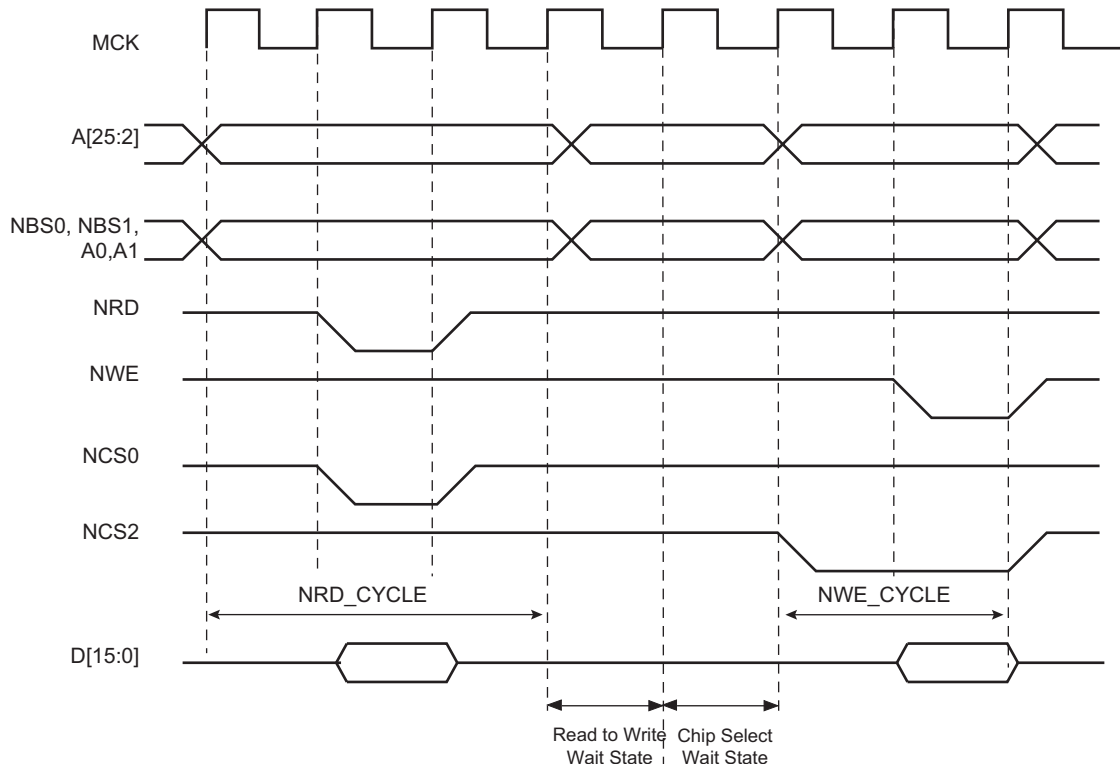 MCK
A[25:2]
NBS0, NBS1,
A0,A1
NRD
NWE
NCS0
NCS2
NRD_CYCLE
NWE_CYCLE
D[15:0]
Read to Write
Wait State
Chip Select
Wait State